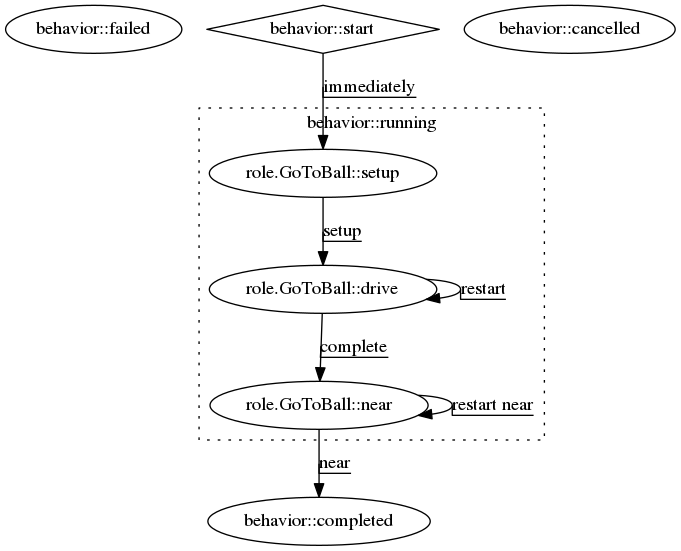 behavior::failed
behavior::start
behavior::cancelled
immediately
behavior::running
role.GoToBall::setup
setup
role.GoToBall::drive
restart
complete
role.GoToBall::near
restart near
near
behavior::completed